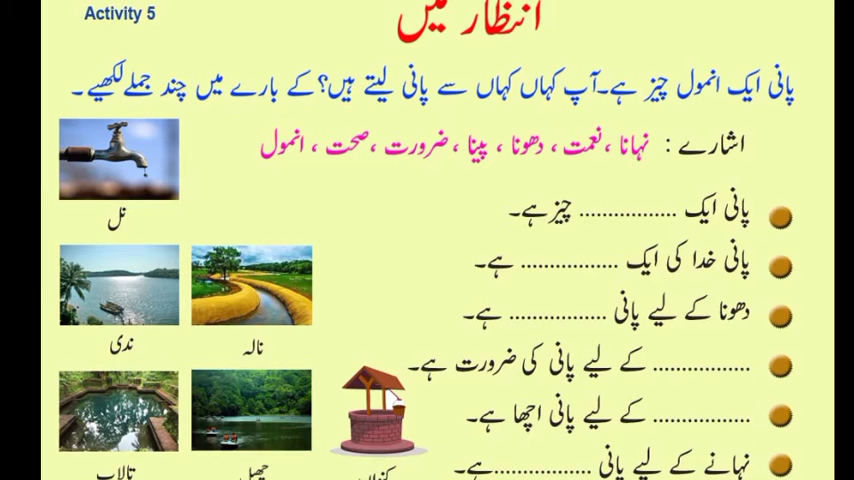 Activity 5
انتظار میں
پانی ایک انمول چیز ہے۔آپ کہاں کہاں سے پانی لیتے ہیں؟ کے بارے میں چند جملے لکھیے۔
اشارے : نہانا ،نعمت ، دھونا ، پینا ، ضرورت ،صحت ، انمول
پانی ایک ................ چیز ہے۔
پانی خدا کی ایک ................ ہے۔
دھونا کے لیے پانی ................ ہے۔
................ کے لیے پانی کی ضرورت ہے۔
................ کے لیے پانی اچھا ہے۔
نہانے کے لیے پانی ................ہے۔
نل
ندی
نالہ
تالاب
جھیل
کنواں